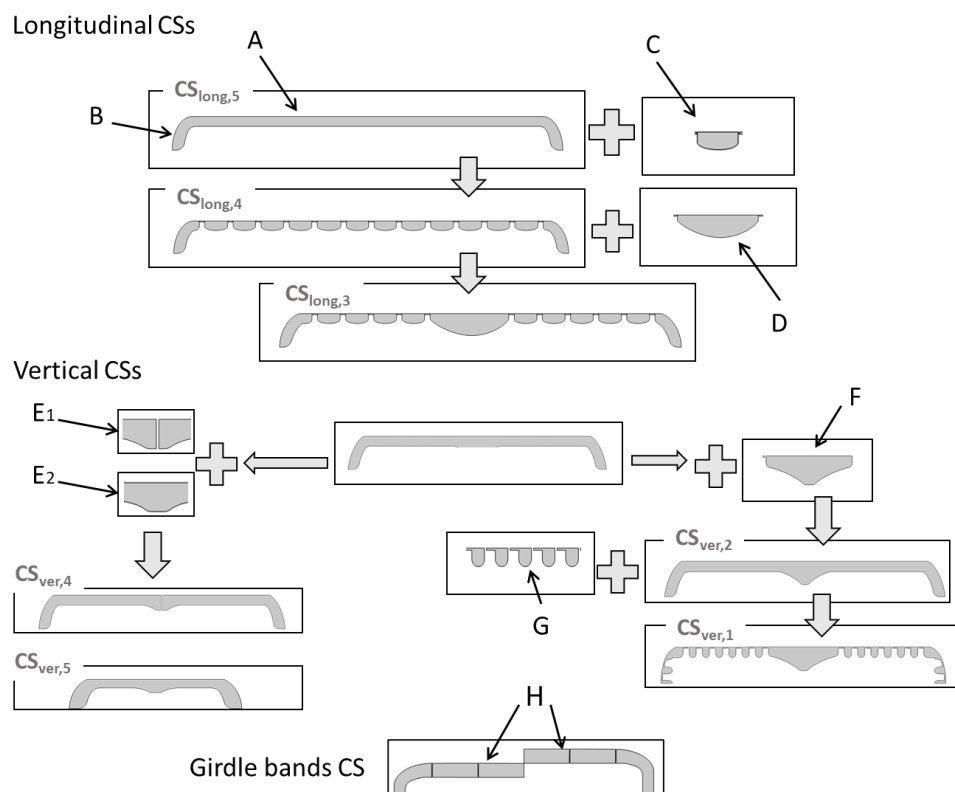 Longitudinal CSs
A
C
CSlong,5
B
CSlong,4
CSlong,3
D
Vertical CSs
E1
F
E2
CSver,2
CSver,4
G
CSver,1
CSver,5
H
Girdle bands CS